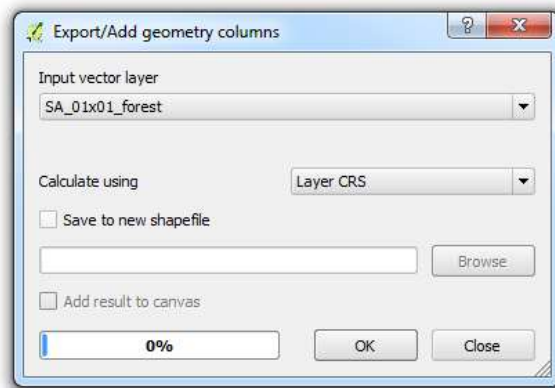 Export/Add geometry columns
Input vector layer
SA_01x01_forest
Calculate using
Layer CRS
Save to new shapefile
Browse
Add result to canvas
0%
OK
Close